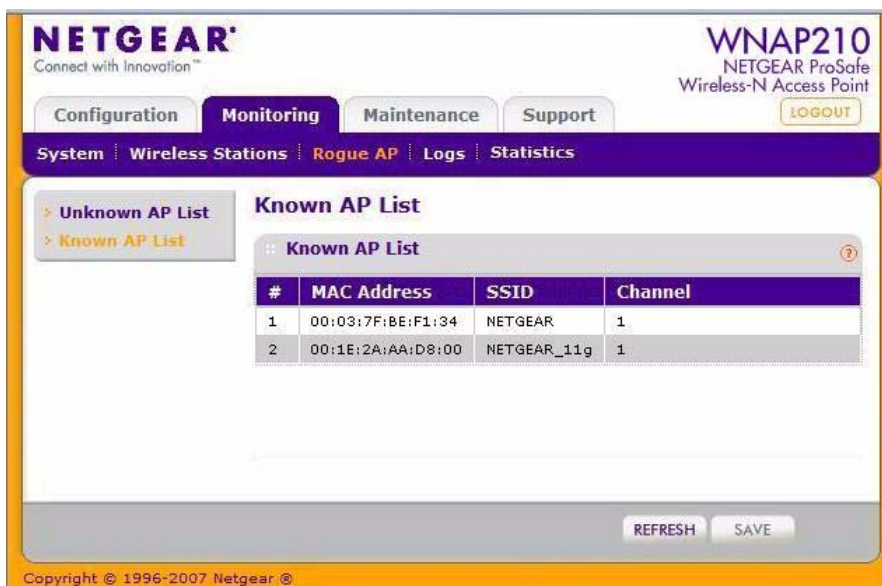 NETGEAR®
Connect with Innovation™
WNAP210
NETGEAR ProSafe
Wireless-N Access Point
LOGOUT
Configuration Monitoring Maintenance Support
System Wireless Stations Rogue AP Logs Statistics
> Unknown AP List
> Known AP List
Known AP List
Known AP List ?
# MAC Address SSID Channel
1 00:03:7F:BE:F1:34 NETGEAR 1
2 00:1E:2A:AA:D8:00 NETGEAR_11g 1
REFRESH SAVE
Copyright © 1996-2007 Netgear ®